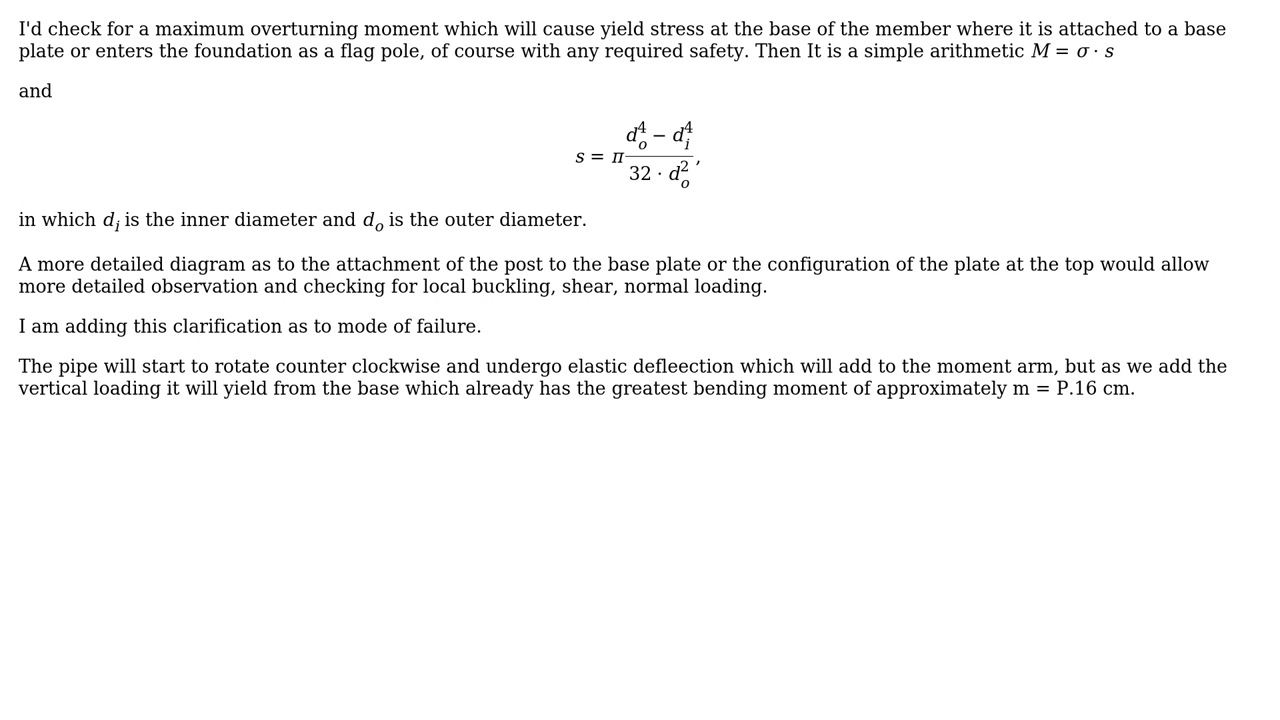 I'd check for a maximum overturning moment which will cause yield stress at the base of the member where it is attached to a base
plate or enters the foundation as a flag pole, of course with any required safety. Then It is a simple arithmetic M = σ · s
and
s = π \frac{d_o^4 − d_i^4}{32 · d_o^2},
in which d_i is the inner diameter and d_o is the outer diameter.
A more detailed diagram as to the attachment of the post to the base plate or the configuration of the plate at the top would allow
more detailed observation and checking for local buckling, shear, normal loading.
I am adding this clarification as to mode of failure.
The pipe will start to rotate counter clockwise and undergo elastic defleection which will add to the moment arm, but as we add the
vertical loading it will yield from the base which already has the greatest bending moment of approximately m = P.16 cm.